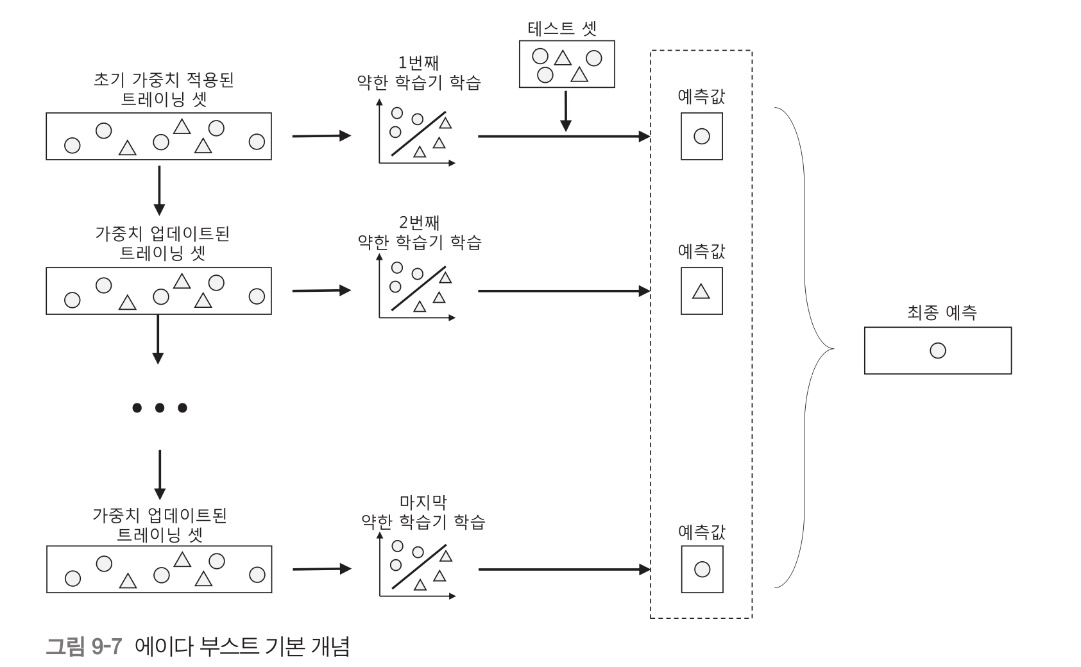 테스트 셋
1번째
약한 학습기 학습
초기 가중치 적용된
트레이닝 셋
예측값
2번째
약한 학습기 학습
가중치 업데이트된
트레이닝 셋
예측값
최종 예측
마지막
약한 학습기 학습
가중치 업데이트된
트레이닝 셋
예측값
그림 9-7 에이다 부스트 기본 개념